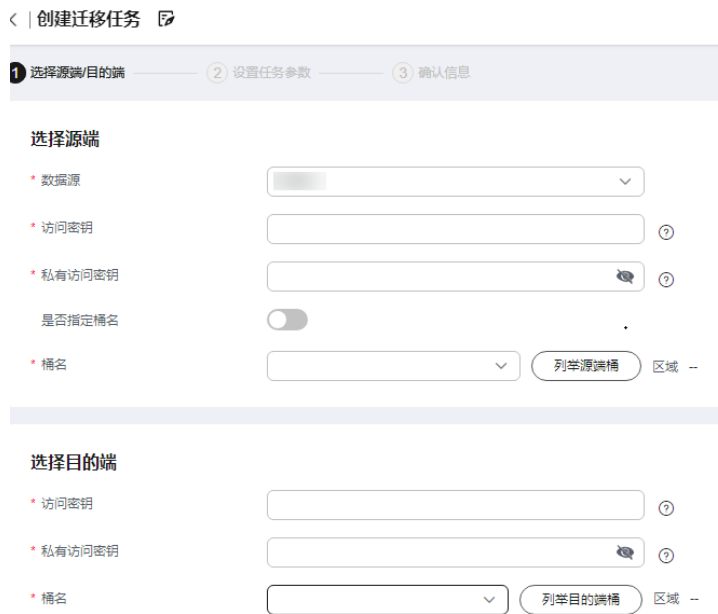 创建迁移任务
1 选择源端/目的端 2 设置任务参数 3 确认信息
选择源端
* 数据源
* 访问密钥
* 私有访问密钥
是否指定桶名
* 桶名 列举源端桶 区域 --
选择目的端
* 访问密钥
* 私有访问密钥
* 桶名 列举目的端桶 区域 --